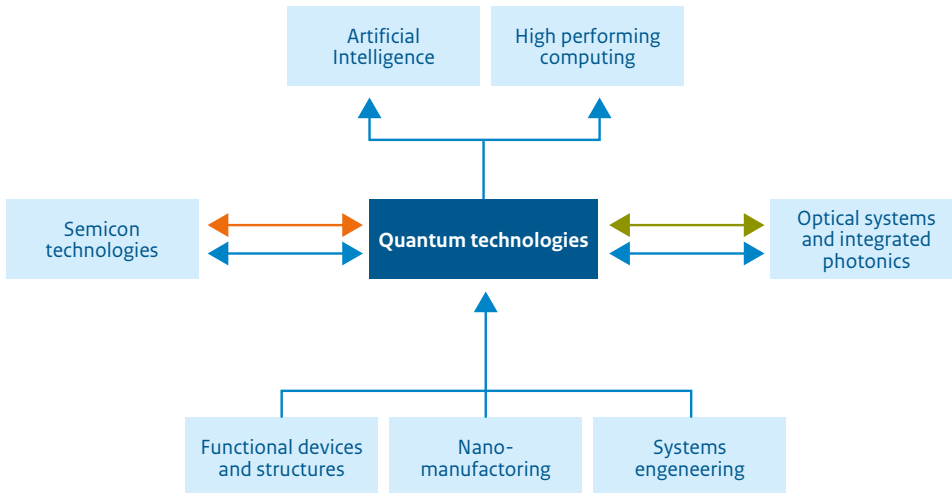 Artificial
Intelligence
High performing
computing
Semicon
technologies
Quantum technologies
Optical systems
and integrated
photonics
Functional devices
and structures
Nano-
manufactoring
Systems
engeneering